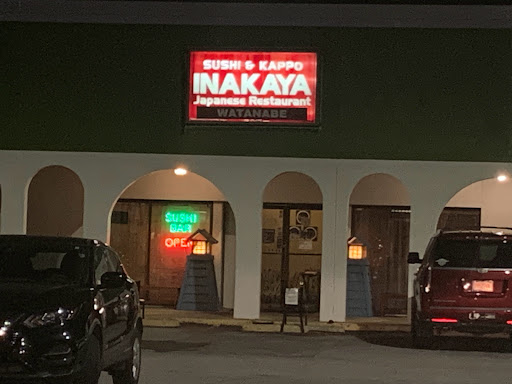 SUSHI & KAPPO
INAKAYA
Japanese Restaurant
WATANABE
SUSHI
BAR
OPEN